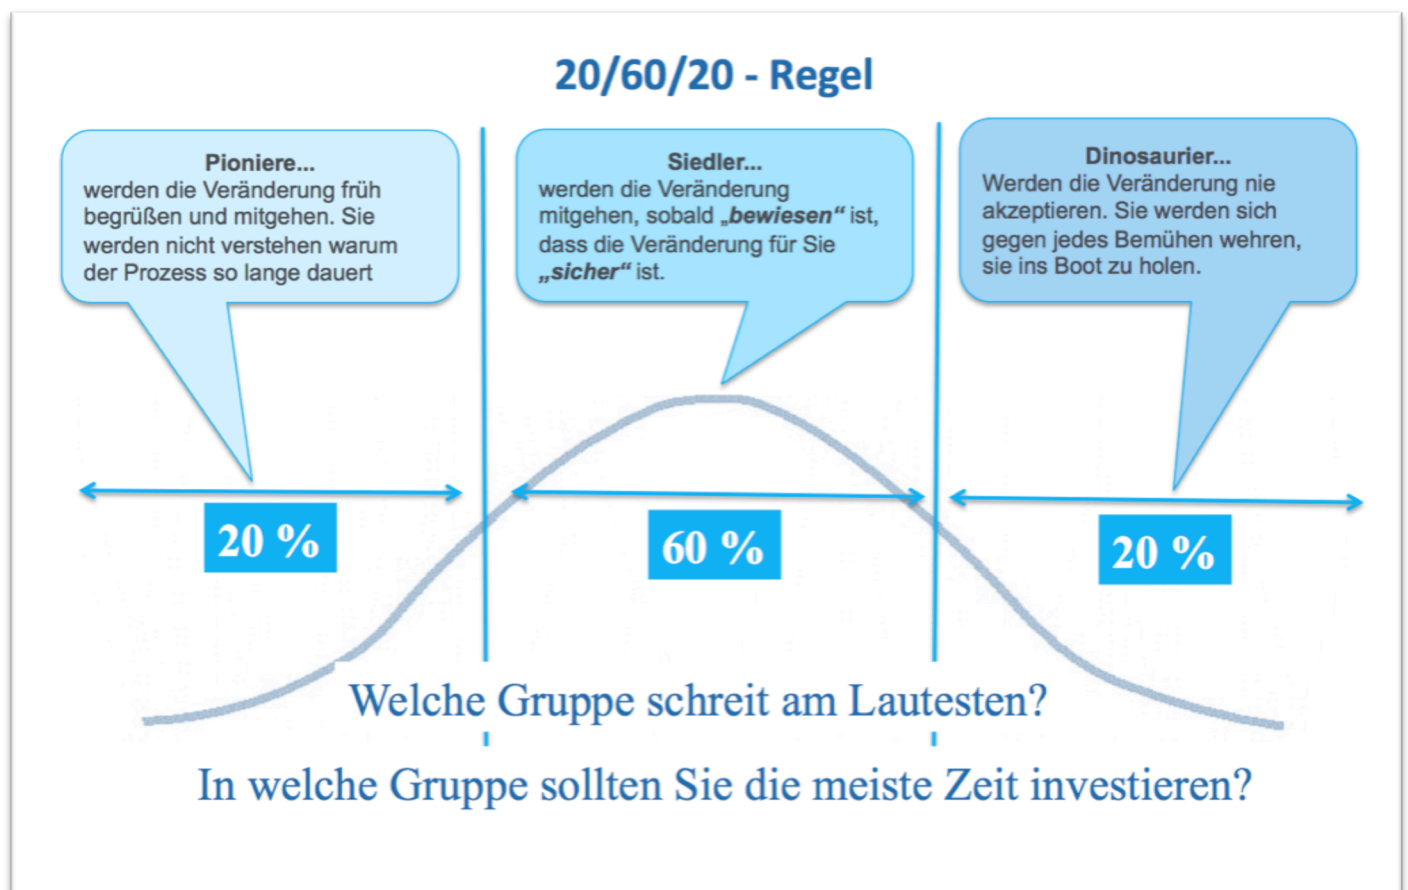 20/60/20 - Regel
Pioniere...
werden die Veränderung früh
begrüßen und mitgehen. Sie
werden nicht verstehen warum
der Prozess so lange dauert
Siedler...
werden die Veränderung
mitgehen, sobald „bewiesen“ ist,
dass die Veränderung für Sie
„sicher“ ist.
Dinosaurier...
Werden die Veränderung nie
akzeptieren. Sie werden sich
gegen jedes Bemühen wehren,
sie ins Boot zu holen.
20 %
60 %
20 %
Welche Gruppe schreit am Lautesten?
In welche Gruppe sollten Sie die meiste Zeit investieren?